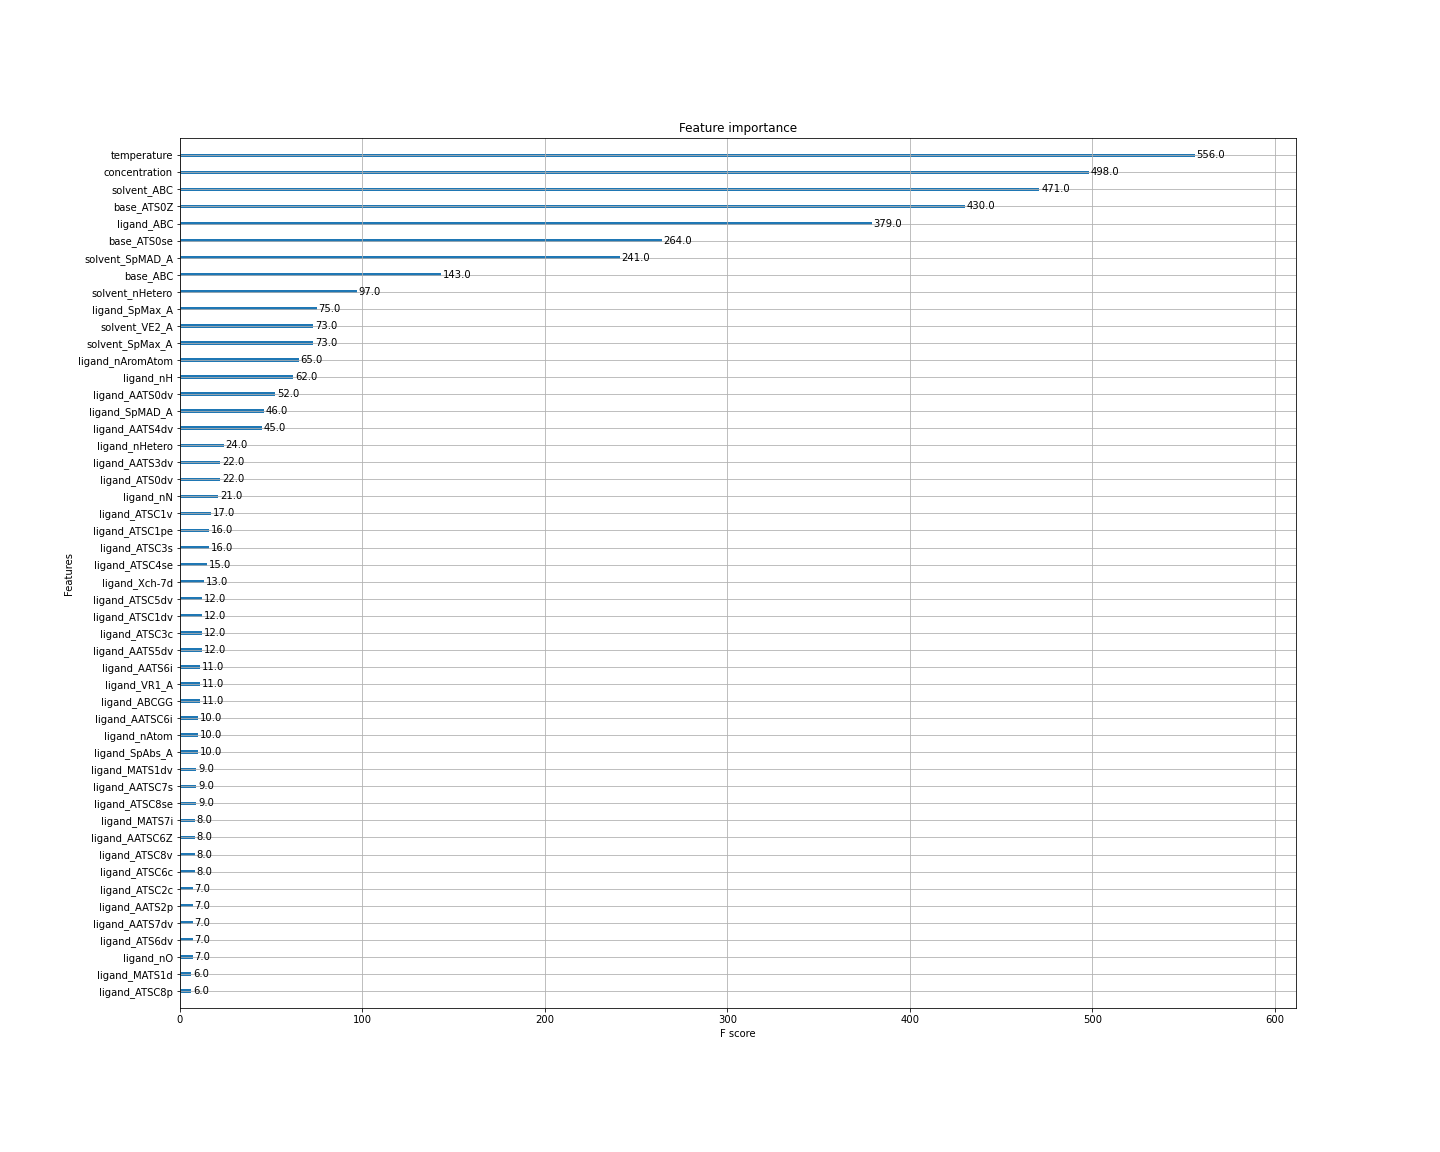 Feature importance
temperature 556.0
concentration 498.0
solvent_ABC 471.0
base_ATS0Z 430.0
ligand_ABC 379.0
base_ATS0se 264.0
solvent_SpMAD_A 241.0
base_ABC 143.0
solvent_nHetero 97.0
ligand_SpMax_A 75.0
solvent_VE2_A 73.0
solvent_SpMax_A 73.0
ligand_nAromAtom 65.0
ligand_nH 62.0
ligand_AATS0dv 52.0
ligand_SpMAD_A 46.0
ligand_AATS4dv 45.0
ligand_nHetero 24.0
ligand_AATS3dv 22.0
ligand_ATS0dv 22.0
ligand_nN 21.0
ligand_ATSC1v 17.0
ligand_ATSC1pe 16.0
ligand_ATSC3s 16.0
ligand_ATSC4se 15.0
ligand_Xch-7d 13.0
ligand_ATSC5dv 12.0
ligand_ATSC1dv 12.0
ligand_ATSC3c 12.0
ligand_AATS5dv 12.0
ligand_AATS6i 11.0
ligand_VR1_A 11.0
ligand_ABCGG 11.0
ligand_AATSC6i 10.0
ligand_nAtom 10.0
ligand_SpAbs_A 10.0
ligand_MATS1dv 9.0
ligand_AATSC7s 9.0
ligand_ATSC8se 9.0
ligand_MATS7i 8.0
ligand_AATSC6Z 8.0
ligand_ATSC8v 8.0
ligand_ATSC6c 8.0
ligand_ATSC2c 7.0
ligand_AATS2p 7.0
ligand_AATS7dv 7.0
ligand_ATS6dv 7.0
ligand_nO 7.0
ligand_MATS1d 6.0
ligand_ATSC8p 6.0
Features
0 100 200 300 400 500 600
F score